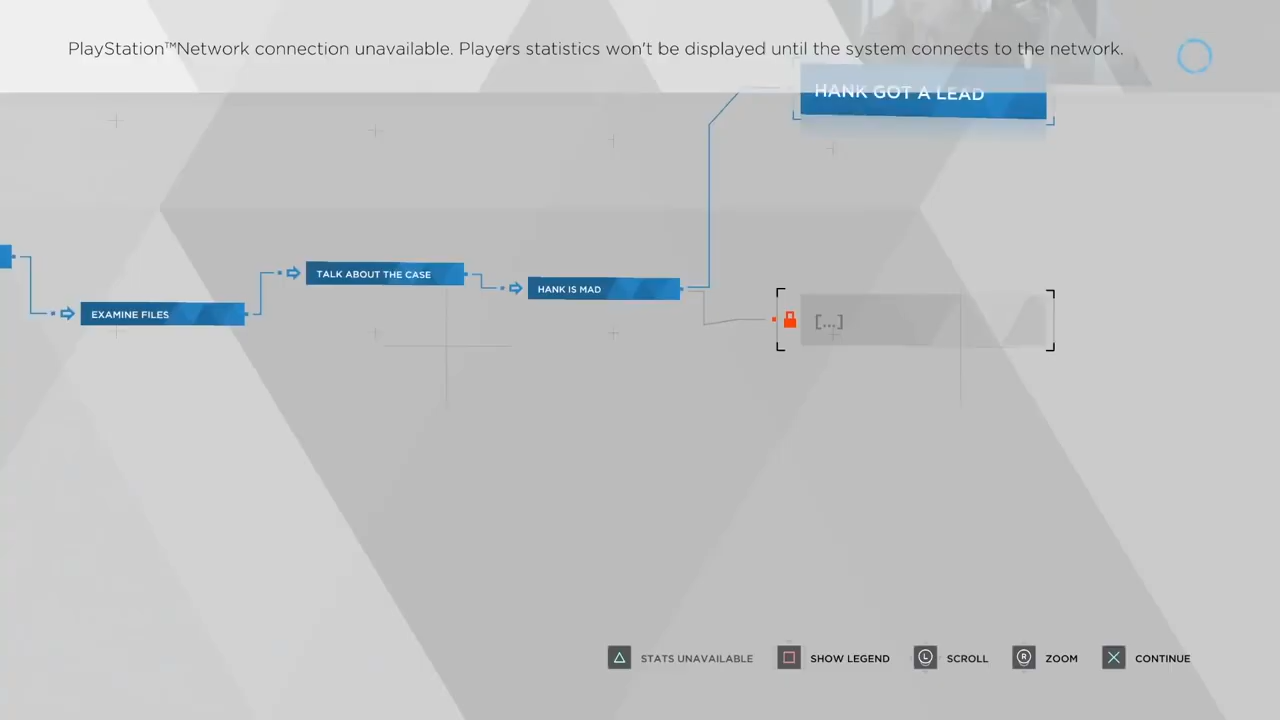 PlayStation™Network connection unavailable. Players statistics won't be displayed until the system connects to the network.
HANK GOT A LEAD
TALK ABOUT THE CASE
HANK IS MAD
EXAMINE FILES
[...]
STATS UNAVAILABLE
SHOW LEGEND
L SCROLL
R ZOOM
CONTINUE